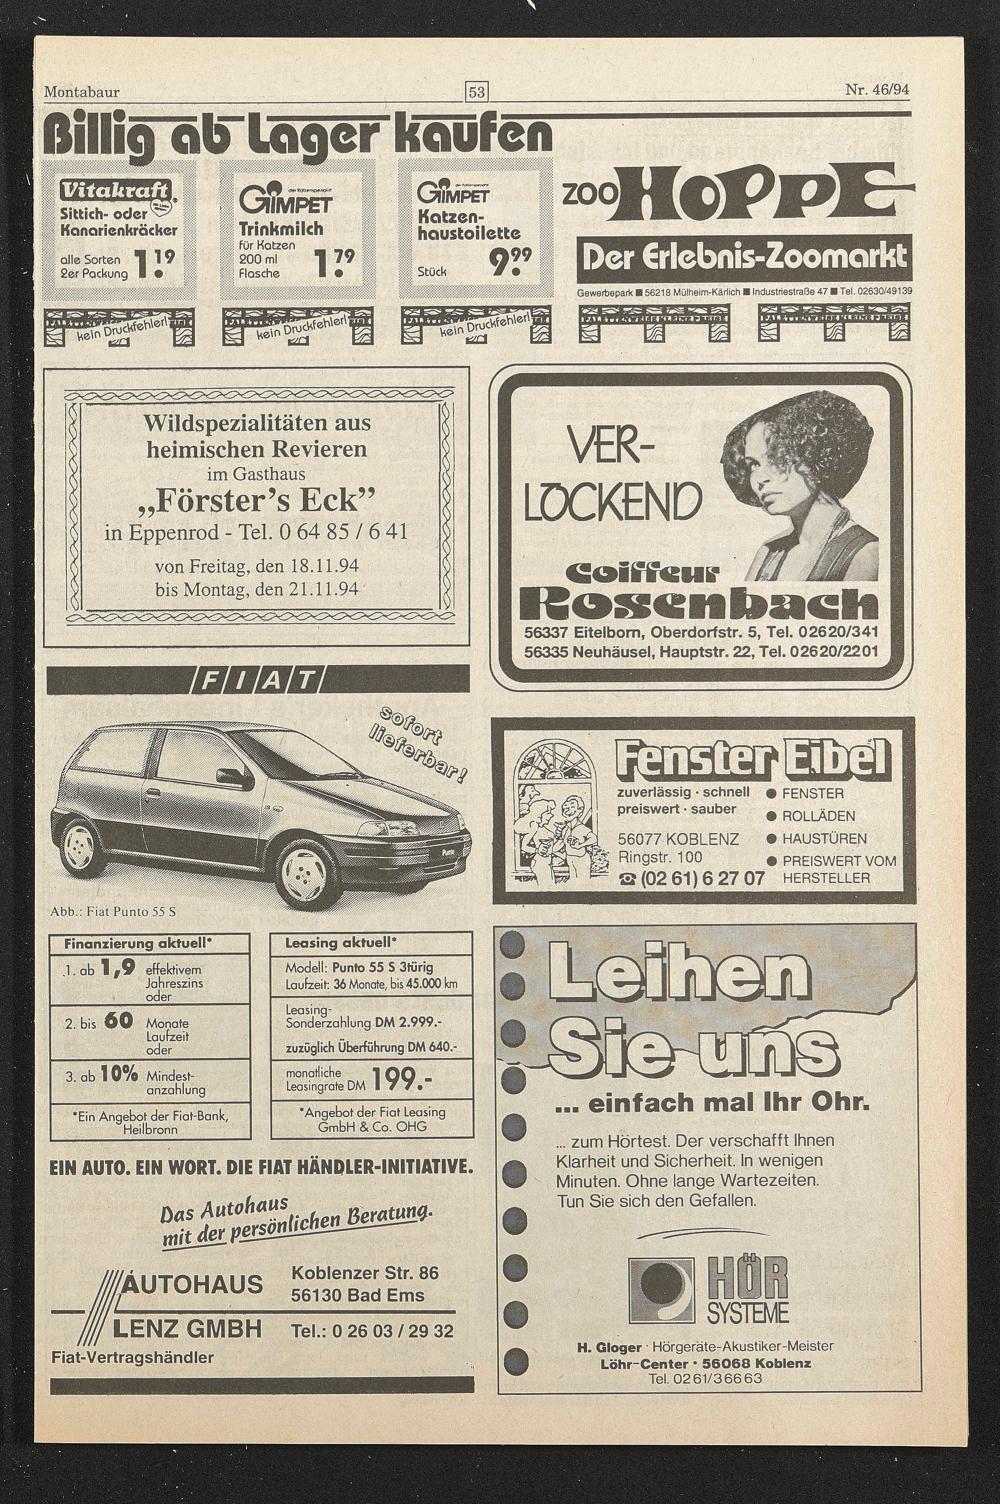 Montabaur
53
Nr. 46/94
Billig ab Lager kaufen
Vitakraft
Sittich- oder
Kanarienkräcker
alle Sorten
2er Packung
1.19
kein Druckfehler!
GIMPET
Trinkmilch
für Katzen
200 ml
Flasche
1.79
kein Druckfehler!
GIMPET
Katzen-
haustoilette
Stück
9.99
kein Druckfehler!
ZOO HOPPE
Der Erlebnis-Zoomarkt
Gewerbepark ■ 56218 Mülheim-Kärlich ■ Industriestraße 47 ■ Tel. 02630/49139
PALETTENWEISE KLEINE PREISE
PALETTENWEISE KLEINE PREISE
Wildspezialitäten aus
heimischen Revieren
im Gasthaus
„Förster's Eck”
in Eppenrod - Tel. 0 64 85 / 6 41
von Freitag, den 18.11.94
bis Montag, den 21.11.94
VER-
LOCKEND
Coiffeur
Rosenbach
56337 Eitelborn, Oberdorfstr. 5, Tel. 02620/341
56335 Neuhäusel, Hauptstr. 22, Tel. 02620/2201
FIAT
sofort
lieferbar!
Punto
Abb.: Fiat Punto 55 S
Finanzierung aktuell*
1. ab 1,9 effektivem
Jahreszins
oder
2. bis 60 Monate
Laufzeit
oder
3. ab 10% Mindest-
anzahlung
*Ein Angebot der Fiat-Bank,
Heilbronn
Leasing aktuell*
Modell: Punto 55 S 3türig
Laufzeit: 36 Monate, bis 45.000 km
Leasing-
Sonderzahlung DM 2.999.-
zuzüglich Überführung DM 640.-
monatliche
Leasingrate DM 199.-
*Angebot der Fiat Leasing
GmbH & Co. OHG
EIN AUTO. EIN WORT. DIE FIAT HÄNDLER-INITIATIVE.
Das Autohaus
mit der persönlichen Beratung.
AUTOHAUS
LENZ GMBH
Koblenzer Str. 86
56130 Bad Ems
Tel.: 0 26 03 / 29 32
Fiat-Vertragshändler
Fenster Eibel
zuverlässig · schnell
preiswert · sauber
56077 KOBLENZ
Ringstr. 100
☎ (02 61) 6 27 07
● FENSTER
● ROLLÄDEN
● HAUSTÜREN
● PREISWERT VOM
HERSTELLER
Leihen
Sie uns
... einfach mal Ihr Ohr.
... zum Hörtest. Der verschafft Ihnen
Klarheit und Sicherheit. In wenigen
Minuten. Ohne lange Wartezeiten.
Tun Sie sich den Gefallen.
HÖR
SYSTEME
H. Gloger · Hörgeräte-Akustiker-Meister
Löhr-Center · 56068 Koblenz
Tel. 0261/36663